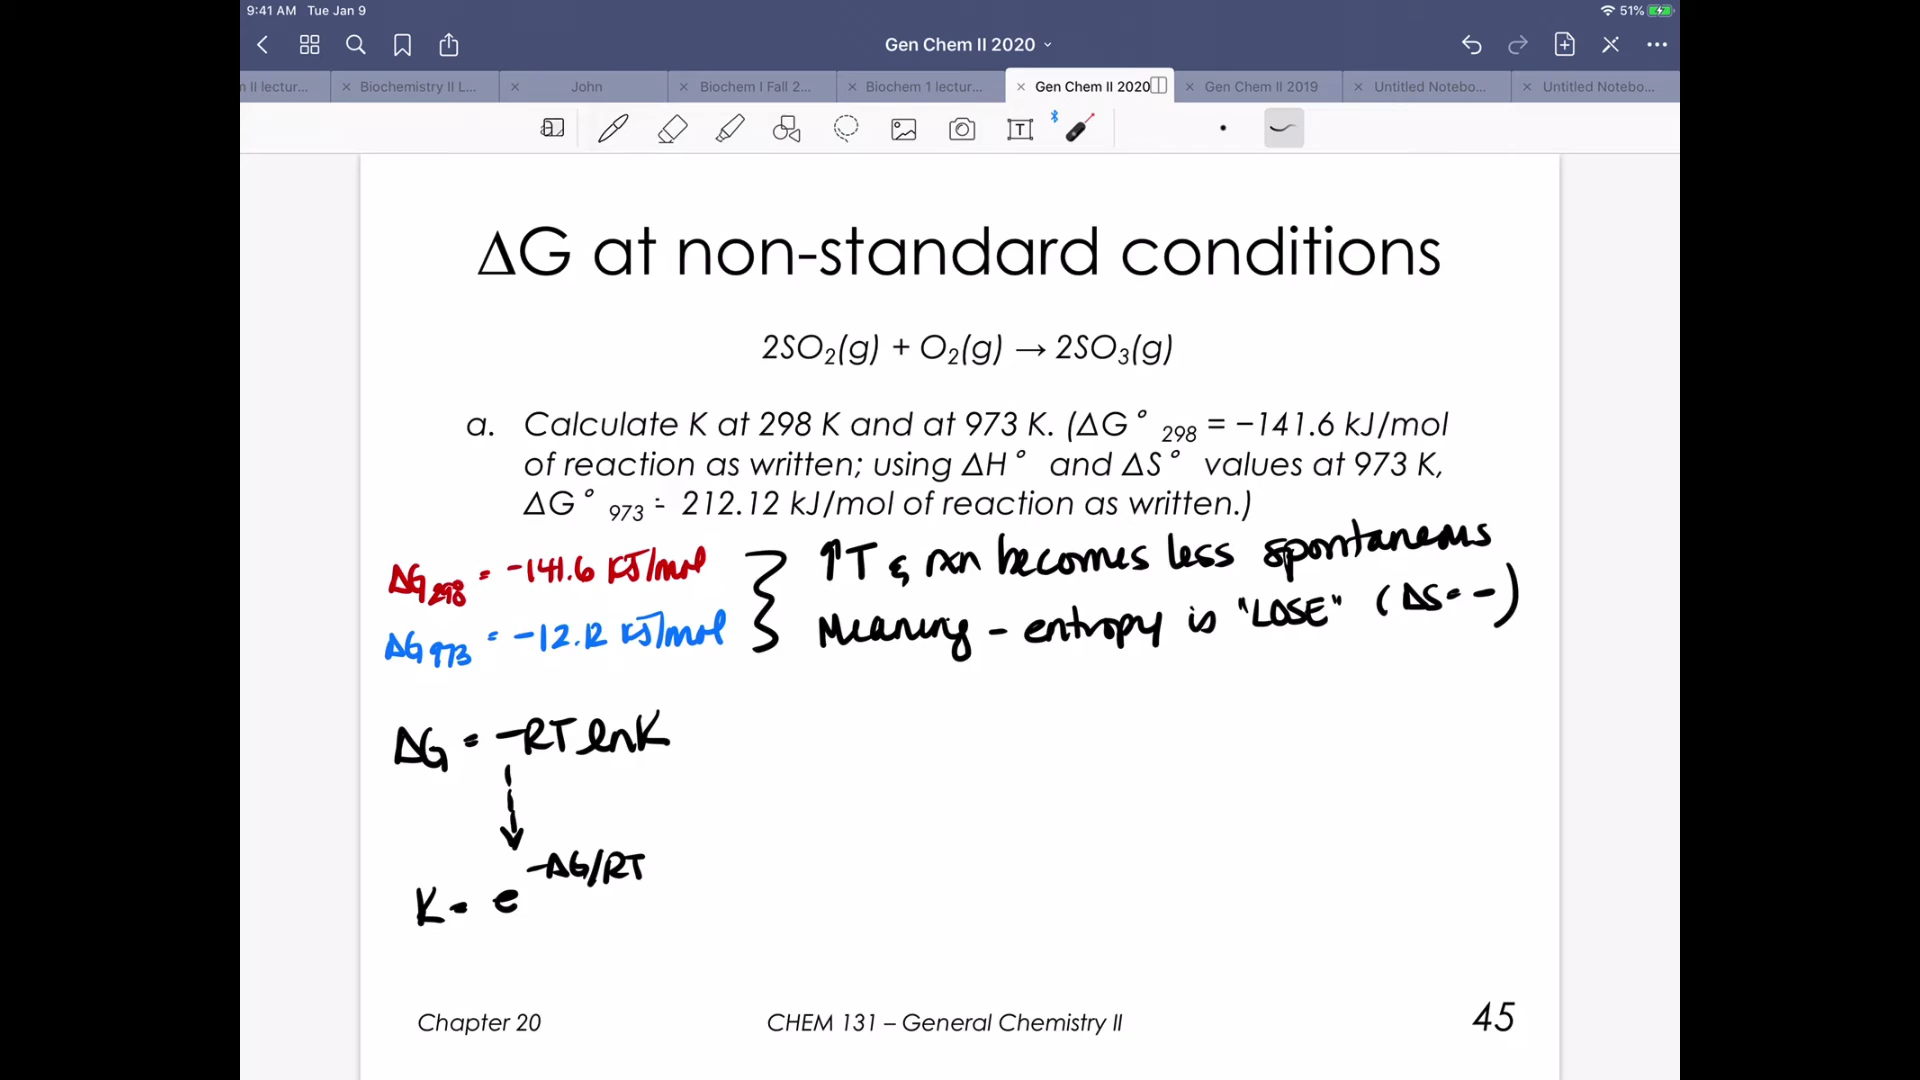 9:41 AM Tue Jan 9
51%
Gen Chem II 2020
n II lectur...
Biochemistry II L...
John
Biochem I Fall 2...
Biochem 1 lectur...
Gen Chem II 2020
Gen Chem II 2019
Untitled Notebo...
Untitled Notebo...
ΔG at non-standard conditions
2SO₂(g) + O₂(g) → 2SO₃(g)
a. Calculate K at 298 K and at 973 K. (ΔG°₂₉₈ = −141.6 kJ/mol
of reaction as written; using ΔH° and ΔS° values at 973 K,
ΔG°₉₇₃ = 212.12 kJ/mol of reaction as written.)
ΔG₂₉₈ = -141.6 KJ/mol
ΔG₉₇₃ = -12.12 KJ/mol
↑T & rxn becomes less spontaneous
Meaning - entropy is "LOSE" (ΔS = -)
ΔG = -RT lnK
K = e^-ΔG/RT
Chapter 20
CHEM 131 – General Chemistry II
45